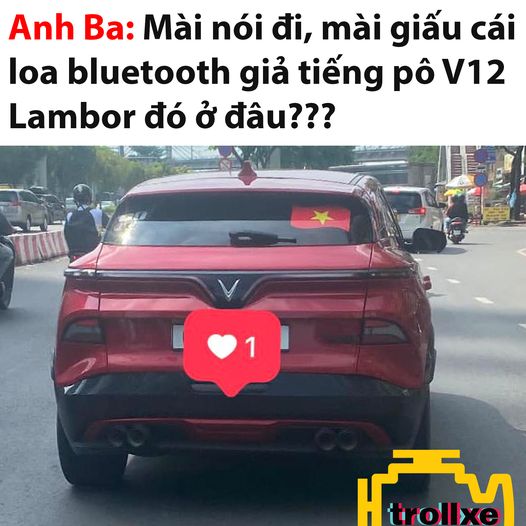 Anh Ba: Mài nói đi, mài giấu cái
loa bluetooth giả tiếng pô V12
Lambor đó ở đâu???
1
trollxe